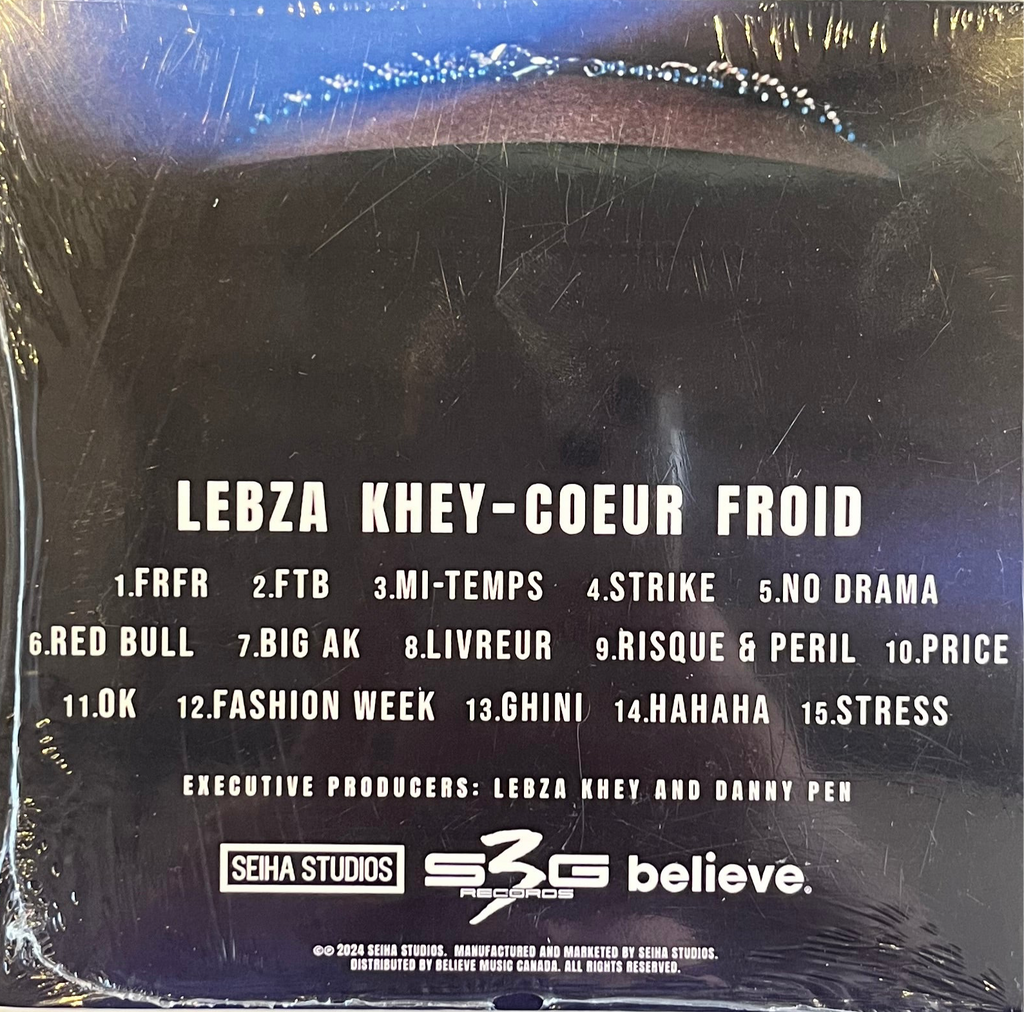 LEBZA KHEY-COEUR FROID
1.FRFR 2.FTB 3.MI-TEMPS 4.STRIKE 5.NO DRAMA
6.RED BULL 7.BIG AK 8.LIVREUR 9.RISQUE & PERIL 10.PRICE
11.OK 12.FASHION WEEK 13.GHINI 14.HAHAHA 15.STRESS
EXECUTIVE PRODUCERS: LEBZA KHEY AND DANNY PEN
SEIHA STUDIOS S3G RECORDS believe.
©℗ 2024 SEIHA STUDIOS. MANUFACTURED AND MARKETED BY SEIHA STUDIOS.
DISTRIBUTED BY BELIEVE MUSIC CANADA. ALL RIGHTS RESERVED.